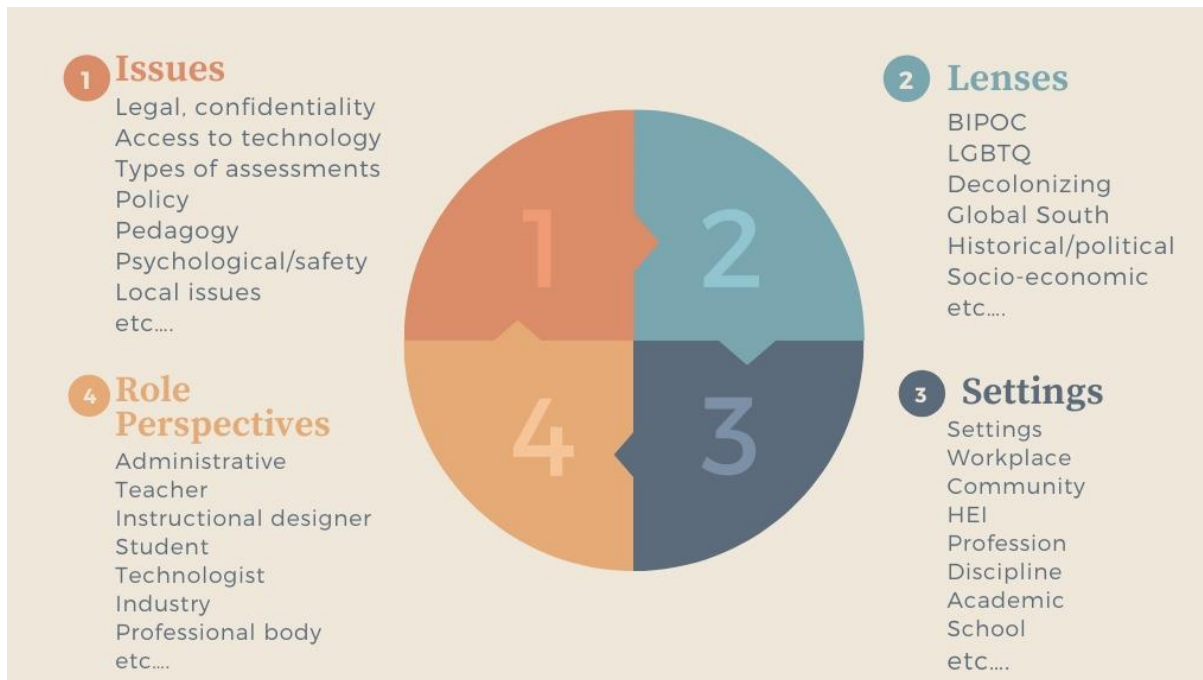 1 Issues
Legal, confidentiality
Access to technology
Types of assessments
Policy
Pedagogy
Psychological/safety
Local issues
etc....
2 Lenses
BIPOC
LGBTQ
Decolonizing
Global South
Historical/political
Socio-economic
etc....
1
2
4
3
4 Role
Perspectives
Administrative
Teacher
Instructional designer
Student
Technologist
Industry
Professional body
etc....
3 Settings
Settings
Workplace
Community
HEI
Profession
Discipline
Academic
School
etc....